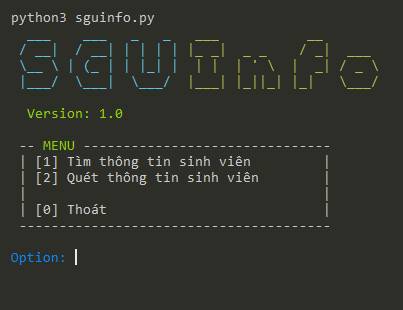 python3 sguinfo.py
SGUInfo
Version: 1.0
-- MENU -------------------------------
| [1] Tìm thông tin sinh viên         |
| [2] Quét thông tin sinh viên        |
|                                     |
| [0] Thoát                           |
---------------------------------------
Option: